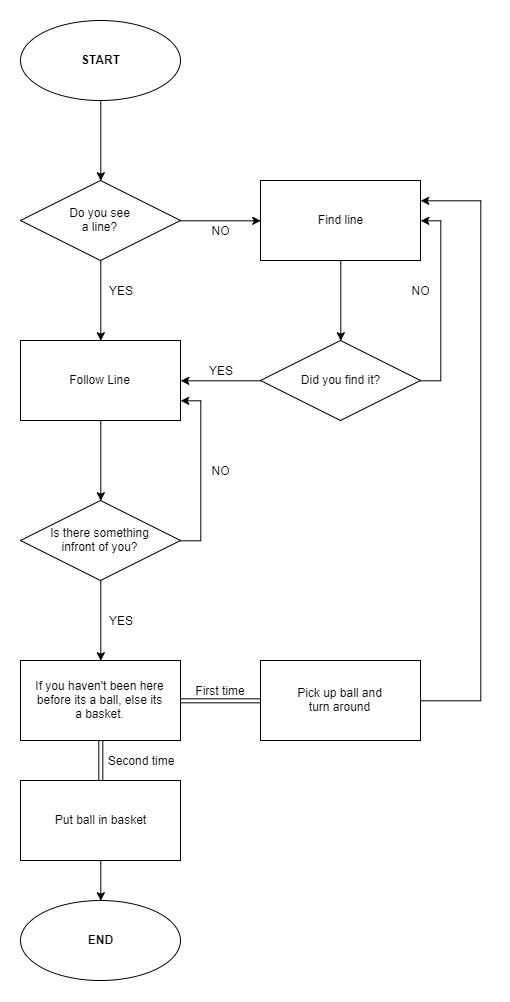 START
Do you see
a line?
NO
Find line
YES
NO
Follow Line
YES
Did you find it?
NO
Is there something
infront of you?
YES
If you haven't been here
before its a ball, else its
a basket.
First time
Pick up ball and
turn around
Second time
Put ball in basket
END